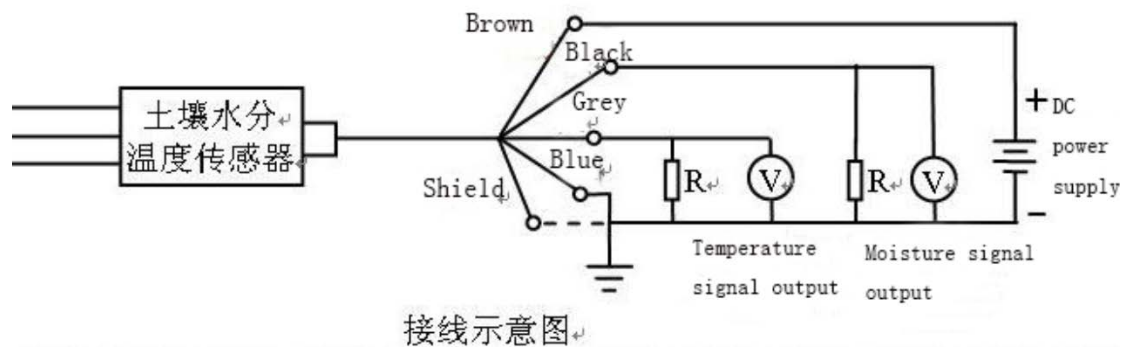 Brown
Black
Grey
Blue
Shield
土壤水分
温度传感器
R
V
R
V
+ DC
power
supply
-
Temperature
signal output
Moisture signal
output
接线示意图